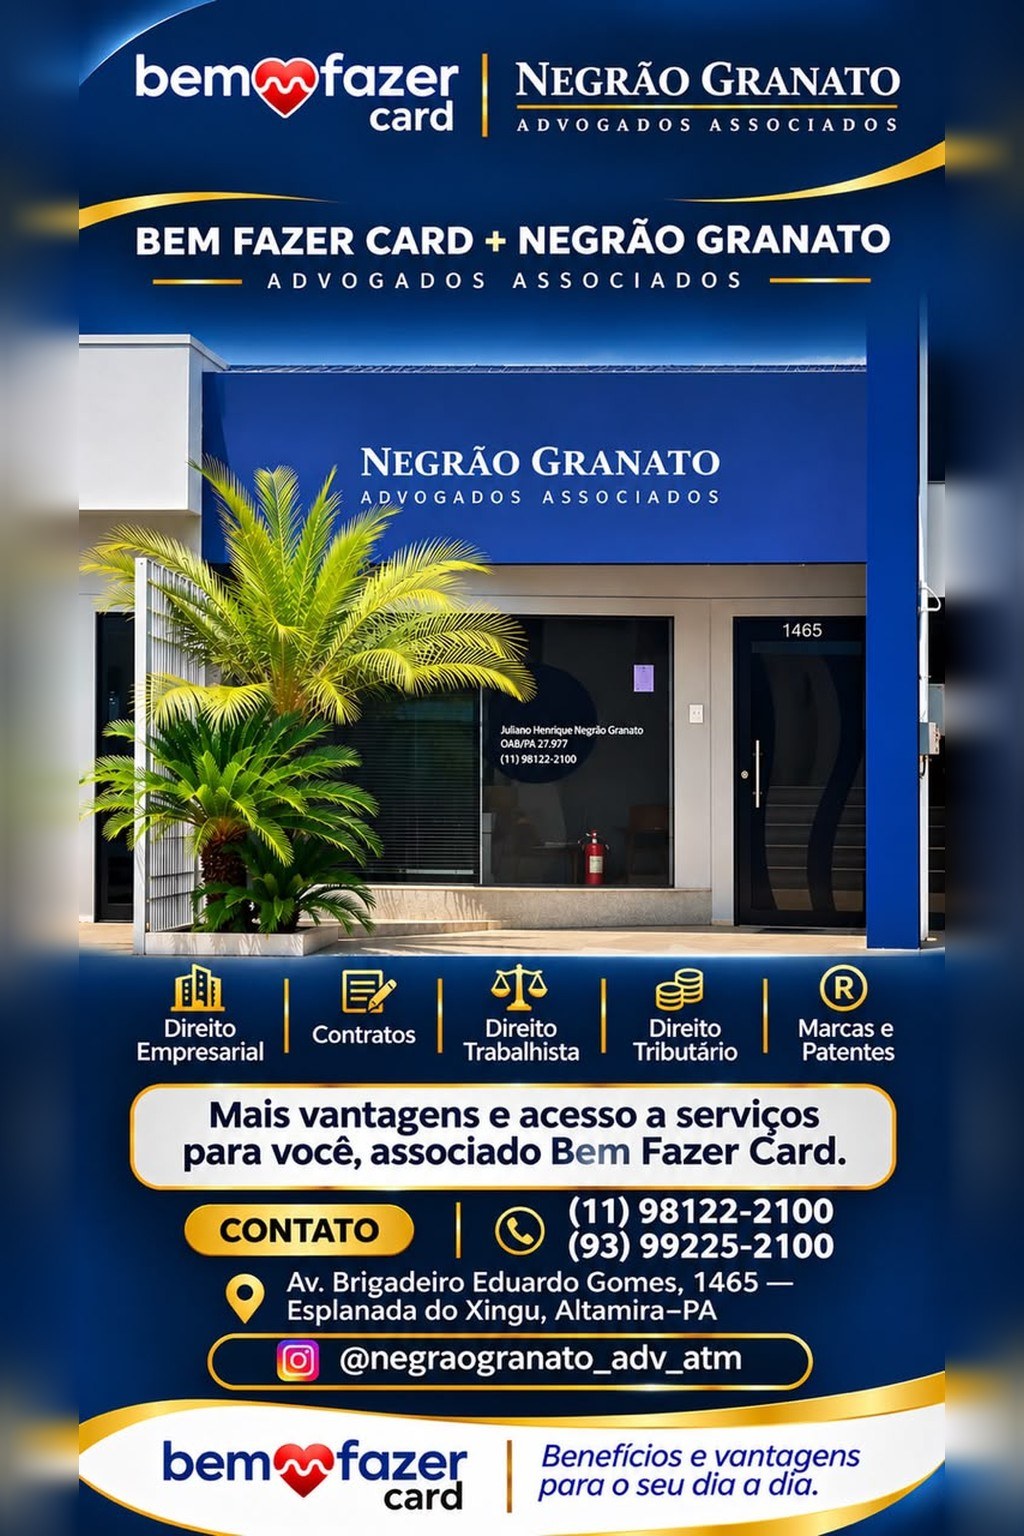 bem fazer
card
NEGRÃO GRANATO
ADVOGADOS ASSOCIADOS
BEM FAZER CARD + NEGRÃO GRANATO
ADVOGADOS ASSOCIADOS
NEGRÃO GRANATO
ADVOGADOS ASSOCIADOS
1465
Juliano Henrique Negrão Granato
OAB/PA 27.977
(11) 98122-2100
Direito
Empresarial
Contratos
Direito
Trabalhista
Direito
Tributário
R
Marcas e
Patentes
Mais vantagens e acesso a serviços
para você, associado Bem Fazer Card.
CONTATO
(11) 98122-2100
(93) 99225-2100
Av. Brigadeiro Eduardo Gomes, 1465 —
Esplanada do Xingu, Altamira–PA
@negraogranato_adv_atm
bem fazer
card
Benefícios e vantagens
para o seu dia a dia.